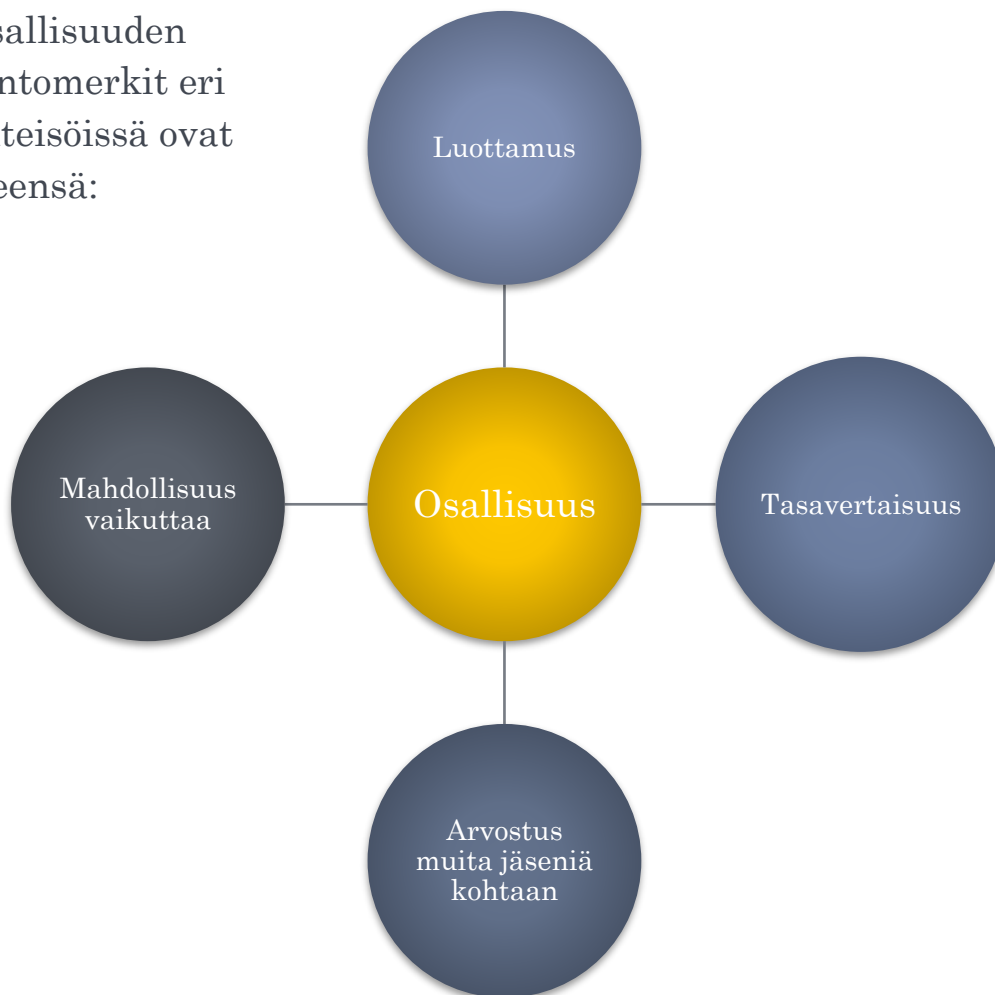 sallisuuden
ntomerkit eri
teisöissä ovat
eensä:
Luottamus
Mahdollisuus
vaikuttaa
Osallisuus
Tasavertaisuus
Arvostus
muita jäseniä
kohtaan